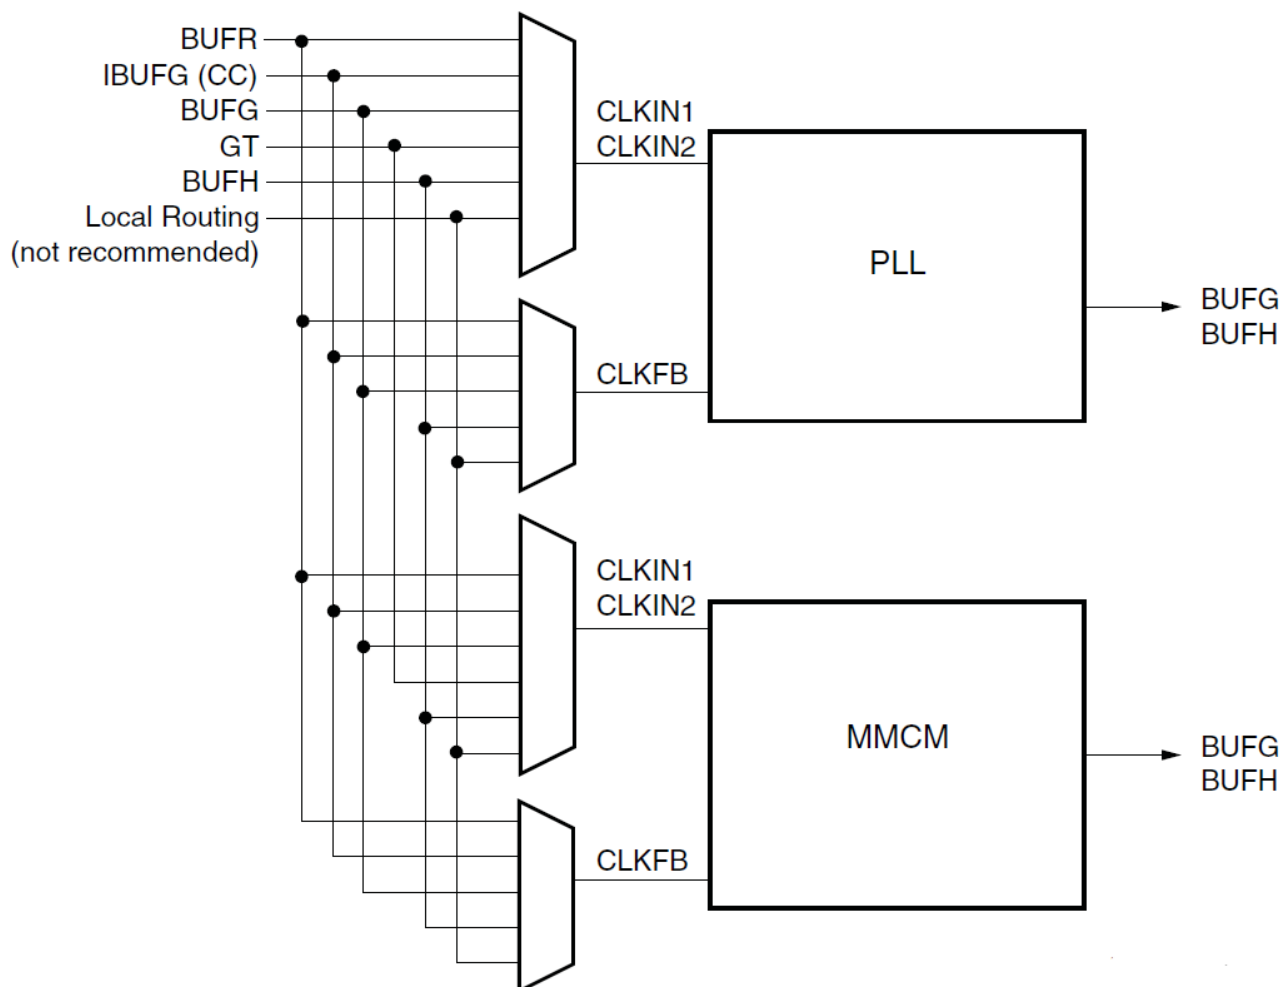 BUFR
IBUFG (CC)
BUFG
GT
BUFH
Local Routing
(not recommended)
CLKIN1
CLKIN2
PLL
BUFG
BUFH
CLKFB
CLKIN1
CLKIN2
MMCM
BUFG
BUFH
CLKFB